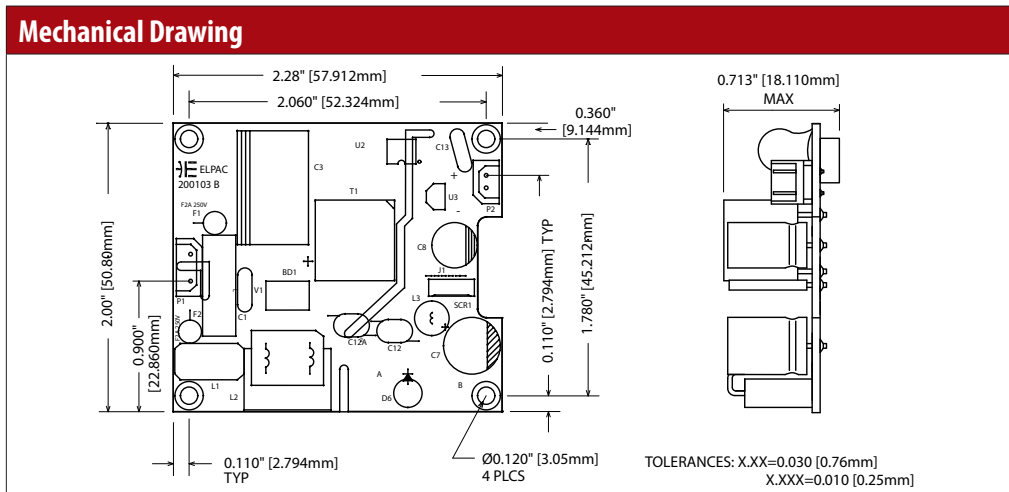 Mechanical Drawing
2.28" [57.912mm]
2.060" [52.324mm]
0.713" [18.110mm]
MAX
0.360"
[9.144mm]
U2
C13
ELPAC
200103 B
C3
T1
+
U3
-
P2
F2A 250V
F1
C8
BD1
J1
P1
V1
SCR1
L3
C1
F2
F2A 250V
C12A
C12
C7
L1
L2
A
B
D6
2.00" [50.80mm]
0.900"
[22.860mm]
0.110" [2.794mm] TYP
1.780" [45.212mm]
0.110" [2.794mm]
TYP
Ø0.120" [3.05mm]
4 PLCS
TOLERANCES: X.XX=0.030 [0.76mm]
X.XXX=0.010 [0.25mm]